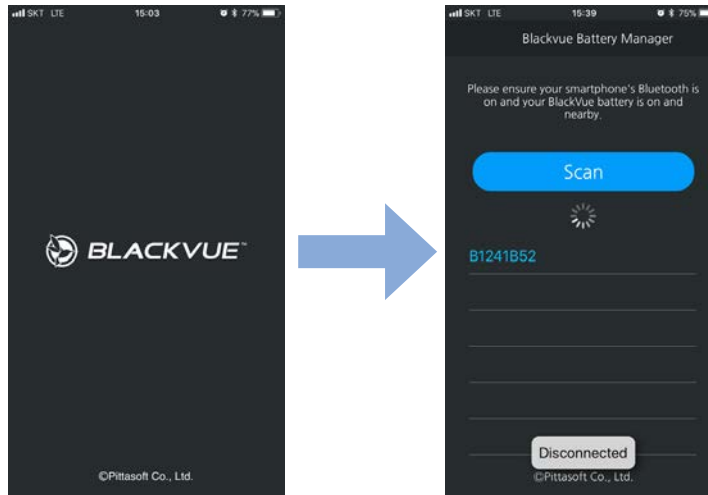 SKT LTE 15:03 77%
BLACKVUE™
©Pittasoft Co., Ltd.
SKT LTE 15:39 75%
Blackvue Battery Manager
Please ensure your smartphone's Bluetooth is
on and your BlackVue battery is on and
nearby.
Scan
B1241B52
Disconnected
©Pittasoft Co., Ltd.